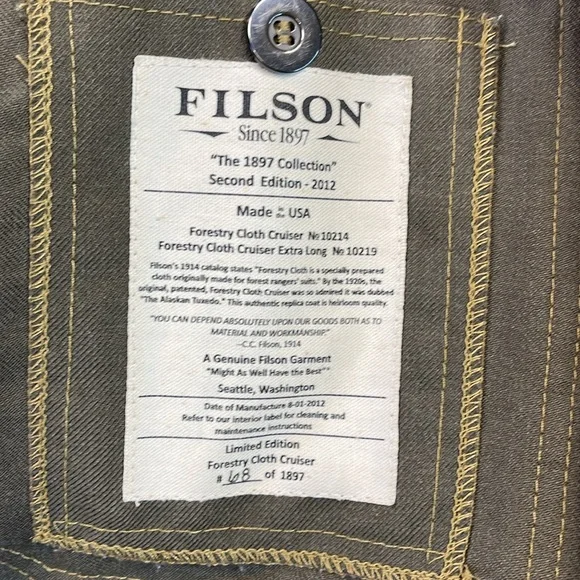 FILSON®
Since 1897
"The 1897 Collection"
Second Edition - 2012
Made in the USA
Forestry Cloth Cruiser № 10214
Forestry Cloth Cruiser Extra Long № 10219
Filson's 1914 catalog states "Forestry Cloth is a specially prepared
cloth originally made for forest rangers' suits." By the 1920s, the
original, patented, Forestry Cloth Cruiser was so admired it was dubbed
"The Alaskan Tuxedo." This authentic replica coat is heirloom quality.
"YOU CAN DEPEND ABSOLUTELY UPON OUR GOODS BOTH AS TO
MATERIAL AND WORKMANSHIP."
–C.C. Filson, 1914
A Genuine Filson Garment
"Might As Well Have the Best"®
Seattle, Washington
Date of Manufacture 8-01-2012
Refer to our interior label for cleaning and
maintenance instructions
Limited Edition
Forestry Cloth Cruiser
# 68 of 1897